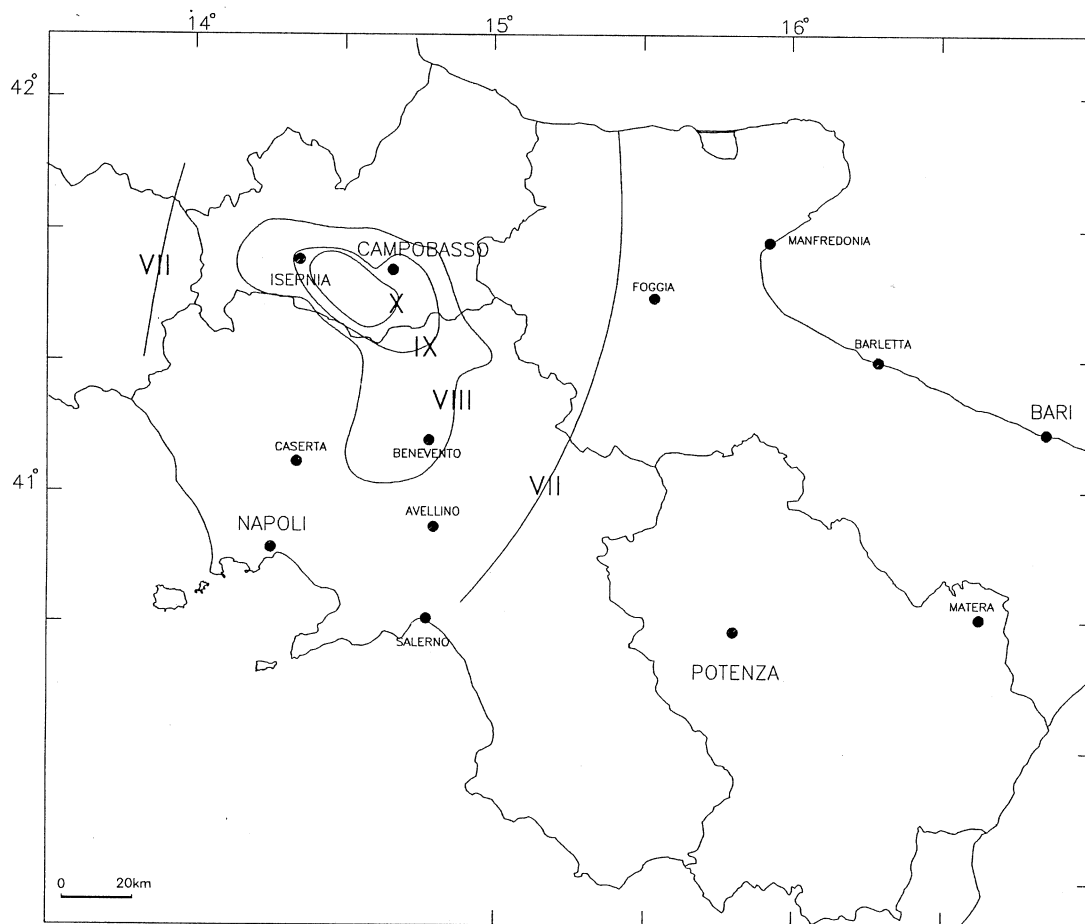 14° 15° 16°
42°
CAMPOBASSO
MANFREDONIA
VII
ISERNIA
FOGGIA
X
IX
BARLETTA
VIII
BARI
CASERTA
BENEVENTO
41°
VII
AVELLINO
NAPOLI
MATERA
SALERNO
POTENZA
0 20km